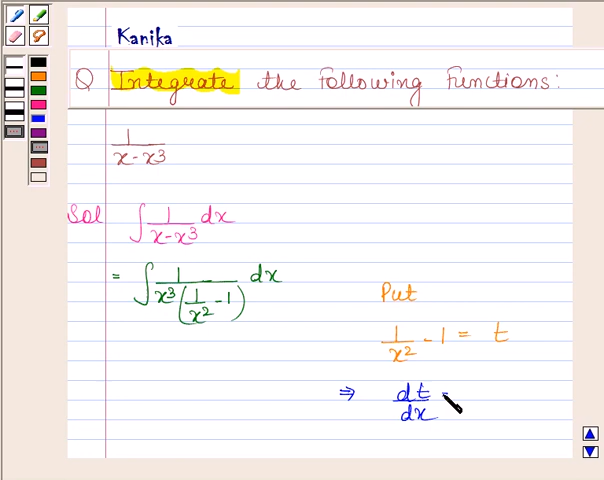 Kanika
Q Integrate the Following Functions:
1/(x - x³)
Sol ∫ 1/(x - x³) dx
= ∫ 1/(x³(1/x² - 1)) dx
Put
1/x² - 1 = t
⇒ dt/dx =